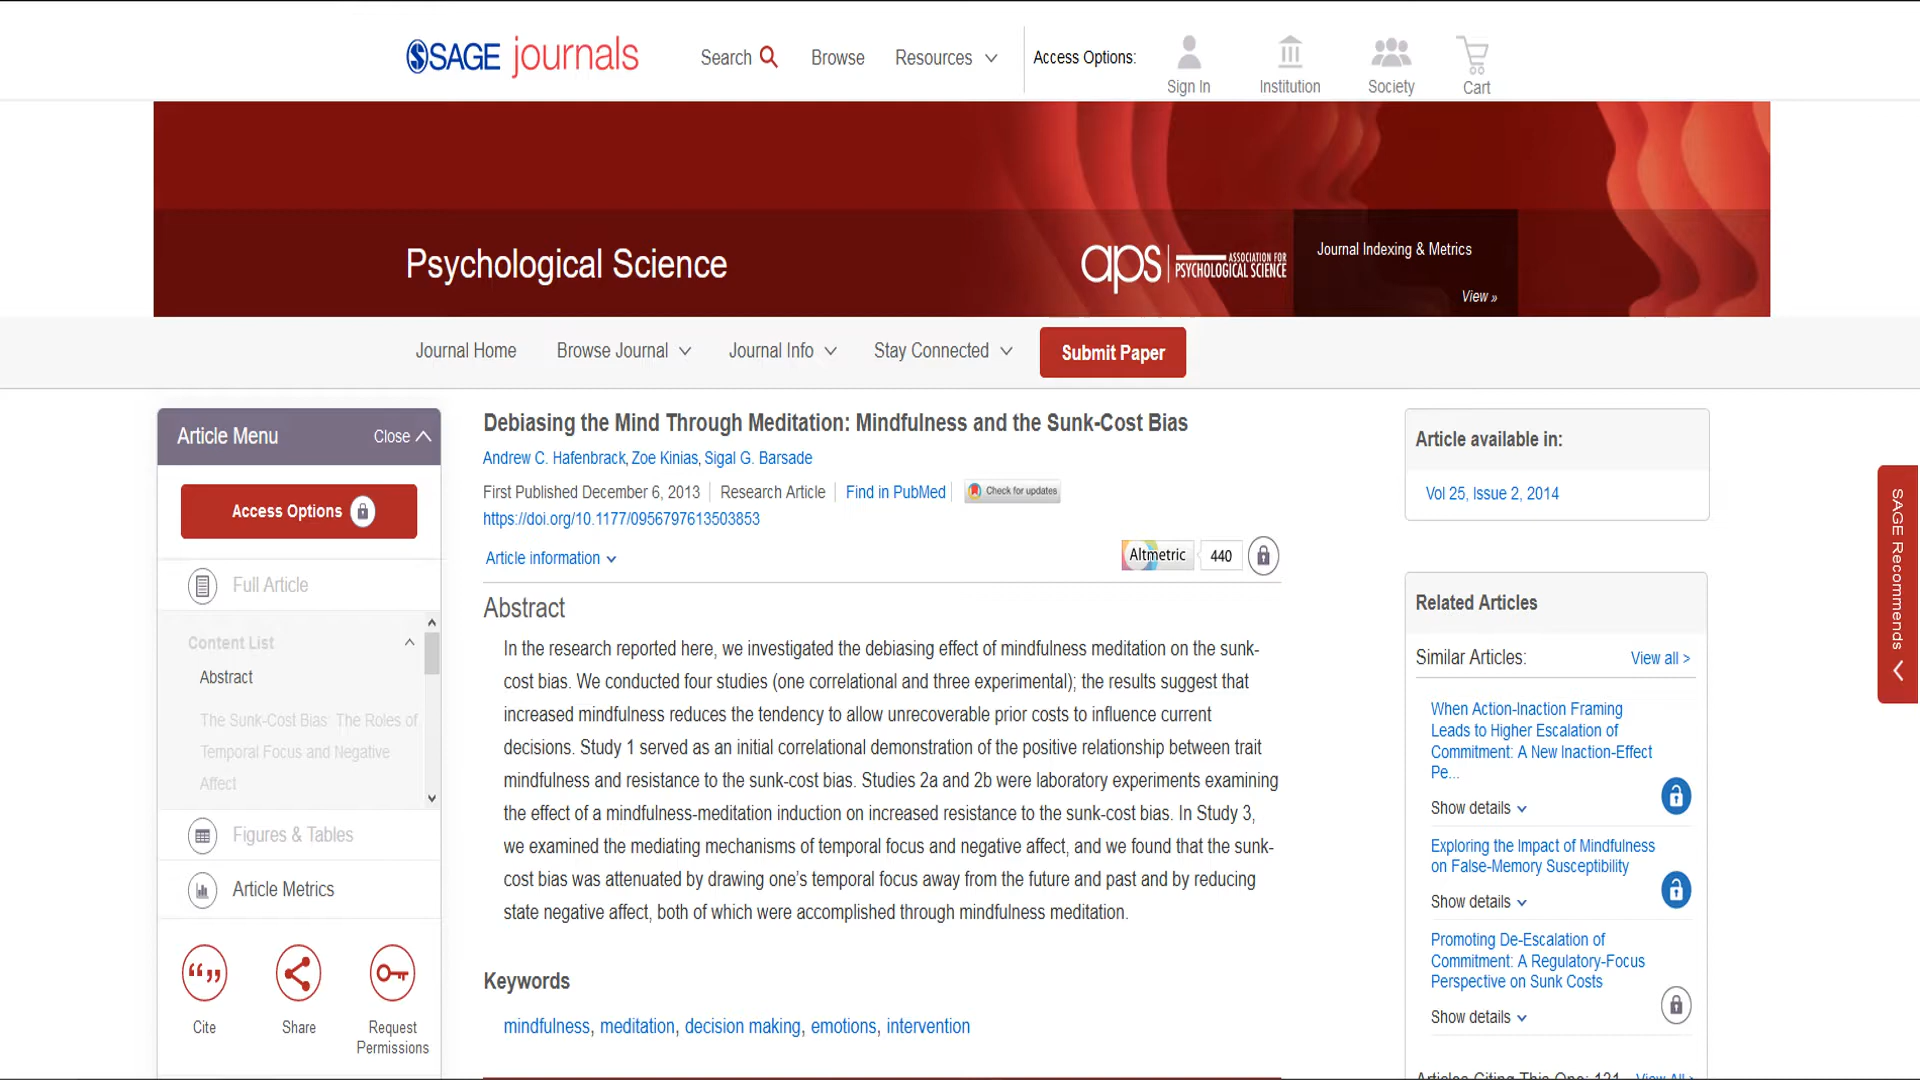 SAGE journals
Search
Browse
Resources
Access Options:
Sign In
Institution
Society
Cart
Psychological Science
aps
ASSOCIATION FOR
PSYCHOLOGICAL SCIENCE
Journal Indexing & Metrics
View »
Journal Home
Browse Journal
Journal Info
Stay Connected
Submit Paper
Article Menu
Close
Access Options
Full Article
Content List
Abstract
The Sunk-Cost Bias: The Roles of
Temporal Focus and Negative
Affect
Figures & Tables
Article Metrics
Cite
Share
Request
Permissions
Debiasing the Mind Through Meditation: Mindfulness and the Sunk-Cost Bias
Andrew C. Hafenbrack, Zoe Kinias, Sigal G. Barsade
First Published December 6, 2013 | Research Article | Find in PubMed | Check for updates
https://doi.org/10.1177/0956797613503853
Article information
Altmetric 440
Abstract
In the research reported here, we investigated the debiasing effect of mindfulness meditation on the sunk-
cost bias. We conducted four studies (one correlational and three experimental); the results suggest that
increased mindfulness reduces the tendency to allow unrecoverable prior costs to influence current
decisions. Study 1 served as an initial correlational demonstration of the positive relationship between trait
mindfulness and resistance to the sunk-cost bias. Studies 2a and 2b were laboratory experiments examining
the effect of a mindfulness-meditation induction on increased resistance to the sunk-cost bias. In Study 3,
we examined the mediating mechanisms of temporal focus and negative affect, and we found that the sunk-
cost bias was attenuated by drawing one's temporal focus away from the future and past and by reducing
state negative affect, both of which were accomplished through mindfulness meditation.
Keywords
mindfulness, meditation, decision making, emotions, intervention
Article available in:
Vol 25, Issue 2, 2014
Related Articles
Similar Articles:
View all >
When Action-Inaction Framing
Leads to Higher Escalation of
Commitment: A New Inaction-Effect
Pe...
Show details
Exploring the Impact of Mindfulness
on False-Memory Susceptibility
Show details
Promoting De-Escalation of
Commitment: A Regulatory-Focus
Perspective on Sunk Costs
Show details
Articles Citing This One: 121
View All >
SAGE Recommends